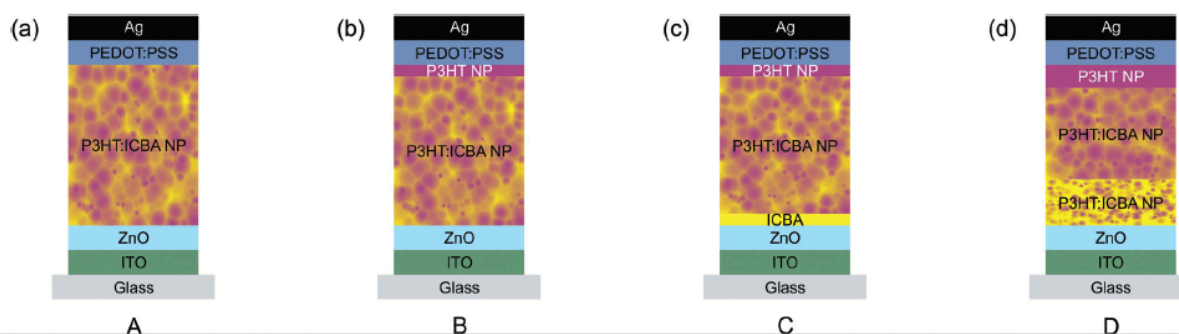 (a)
Ag
PEDOT:PSS
P3HT:ICBA NP
ZnO
ITO
Glass
A
(b)
Ag
PEDOT:PSS
P3HT NP
P3HT:ICBA NP
ZnO
ITO
Glass
B
(c)
Ag
PEDOT:PSS
P3HT NP
P3HT:ICBA NP
ICBA
ZnO
ITO
Glass
C
(d)
Ag
PEDOT:PSS
P3HT NP
P3HT:ICBA NP
P3HT:ICBA NP
ZnO
ITO
Glass
D